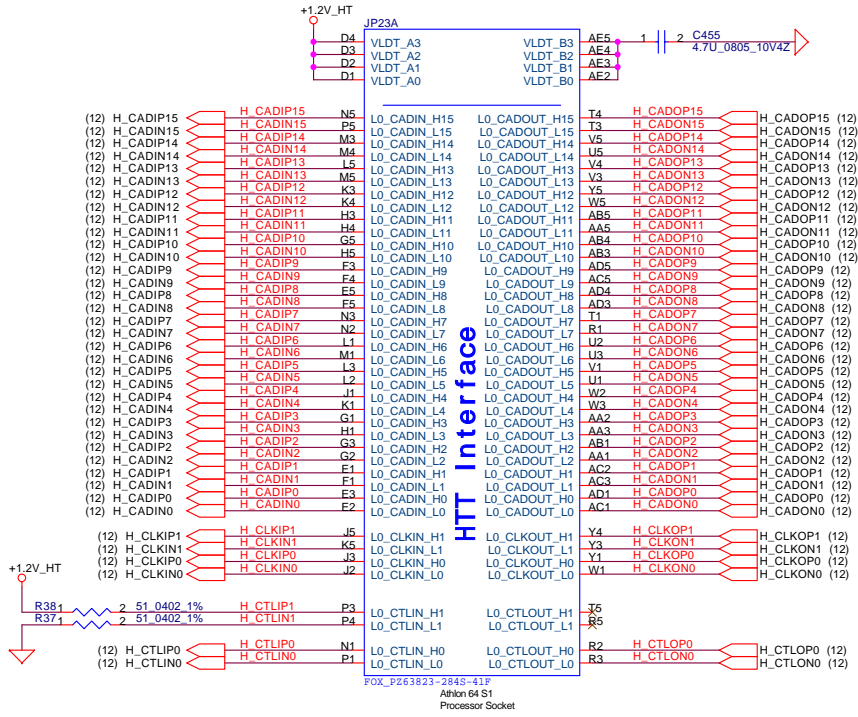 +1.2V_HT
JP23A
D4 VLDT_A3 VLDT_B3 AE5 1 2 C455
D3 VLDT_A2 VLDT_B2 AE4 4.7U_0805_10V4Z
D2 VLDT_A1 VLDT_B1 AE3
D1 VLDT_A0 VLDT_B0 AE2
(12) H_CADIP15 H_CADIP15 N5 L0_CADIN_H15 L0_CADOUT_H15 T4 H_CADOP15 H_CADOP15 (12)
(12) H_CADIN15 H_CADIN15 P5 L0_CADIN_L15 L0_CADOUT_L15 T3 H_CADON15 H_CADON15 (12)
(12) H_CADIP14 H_CADIP14 M3 L0_CADIN_H14 L0_CADOUT_H14 V5 H_CADOP14 H_CADOP14 (12)
(12) H_CADIN14 H_CADIN14 M4 L0_CADIN_L14 L0_CADOUT_L14 U5 H_CADON14 H_CADON14 (12)
(12) H_CADIP13 H_CADIP13 L5 L0_CADIN_H13 L0_CADOUT_H13 V4 H_CADOP13 H_CADOP13 (12)
(12) H_CADIN13 H_CADIN13 M5 L0_CADIN_L13 L0_CADOUT_L13 V3 H_CADON13 H_CADON13 (12)
(12) H_CADIP12 H_CADIP12 K3 L0_CADIN_H12 L0_CADOUT_H12 Y5 H_CADOP12 H_CADOP12 (12)
(12) H_CADIN12 H_CADIN12 K4 L0_CADIN_L12 L0_CADOUT_L12 W5 H_CADON12 H_CADON12 (12)
(12) H_CADIP11 H_CADIP11 H3 L0_CADIN_H11 L0_CADOUT_H11 AB5 H_CADOP11 H_CADOP11 (12)
(12) H_CADIN11 H_CADIN11 H4 L0_CADIN_L11 L0_CADOUT_L11 AA5 H_CADON11 H_CADON11 (12)
(12) H_CADIP10 H_CADIP10 G5 L0_CADIN_H10 L0_CADOUT_H10 AB4 H_CADOP10 H_CADOP10 (12)
(12) H_CADIN10 H_CADIN10 H5 L0_CADIN_L10 L0_CADOUT_L10 AB3 H_CADON10 H_CADON10 (12)
(12) H_CADIP9 H_CADIP9 F3 L0_CADIN_H9 L0_CADOUT_H9 AD5 H_CADOP9 H_CADOP9 (12)
(12) H_CADIN9 H_CADIN9 F4 L0_CADIN_L9 L0_CADOUT_L9 AC5 H_CADON9 H_CADON9 (12)
(12) H_CADIP8 H_CADIP8 E5 L0_CADIN_H8 L0_CADOUT_H8 AD4 H_CADOP8 H_CADOP8 (12)
(12) H_CADIN8 H_CADIN8 F5 L0_CADIN_L8 L0_CADOUT_L8 AD3 H_CADON8 H_CADON8 (12)
(12) H_CADIP7 H_CADIP7 N3 L0_CADIN_H7 L0_CADOUT_H7 T1 H_CADOP7 H_CADOP7 (12)
(12) H_CADIN7 H_CADIN7 N2 L0_CADIN_L7 L0_CADOUT_L7 R1 H_CADON7 H_CADON7 (12)
(12) H_CADIP6 H_CADIP6 L1 L0_CADIN_H6 L0_CADOUT_H6 U2 H_CADOP6 H_CADOP6 (12)
(12) H_CADIN6 H_CADIN6 M1 L0_CADIN_L6 L0_CADOUT_L6 U3 H_CADON6 H_CADON6 (12)
(12) H_CADIP5 H_CADIP5 L3 L0_CADIN_H5 L0_CADOUT_H5 V1 H_CADOP5 H_CADOP5 (12)
(12) H_CADIN5 H_CADIN5 L2 L0_CADIN_L5 L0_CADOUT_L5 U1 H_CADON5 H_CADON5 (12)
(12) H_CADIP4 H_CADIP4 J1 L0_CADIN_H4 L0_CADOUT_H4 W2 H_CADOP4 H_CADOP4 (12)
(12) H_CADIN4 H_CADIN4 K1 L0_CADIN_L4 L0_CADOUT_L4 W3 H_CADON4 H_CADON4 (12)
(12) H_CADIP3 H_CADIP3 G1 L0_CADIN_H3 L0_CADOUT_H3 AA2 H_CADOP3 H_CADOP3 (12)
(12) H_CADIN3 H_CADIN3 H1 L0_CADIN_L3 L0_CADOUT_L3 AA3 H_CADON3 H_CADON3 (12)
(12) H_CADIP2 H_CADIP2 G3 L0_CADIN_H2 L0_CADOUT_H2 AB1 H_CADOP2 H_CADOP2 (12)
(12) H_CADIN2 H_CADIN2 G2 L0_CADIN_L2 L0_CADOUT_L2 AA1 H_CADON2 H_CADON2 (12)
(12) H_CADIP1 H_CADIP1 E1 L0_CADIN_H1 L0_CADOUT_H1 AC2 H_CADOP1 H_CADOP1 (12)
(12) H_CADIN1 H_CADIN1 F1 L0_CADIN_L1 L0_CADOUT_L1 AC3 H_CADON1 H_CADON1 (12)
(12) H_CADIP0 H_CADIP0 E3 L0_CADIN_H0 L0_CADOUT_H0 AD1 H_CADOP0 H_CADOP0 (12)
(12) H_CADIN0 H_CADIN0 E2 L0_CADIN_L0 L0_CADOUT_L0 AC1 H_CADON0 H_CADON0 (12)
HTT Interface
(12) H_CLKIP1 H_CLKIP1 J5 L0_CLKIN_H1 L0_CLKOUT_H1 Y4 H_CLKOP1 H_CLKOP1 (12)
(12) H_CLKIN1 H_CLKIN1 K5 L0_CLKIN_L1 L0_CLKOUT_L1 Y3 H_CLKON1 H_CLKON1 (12)
(12) H_CLKIP0 H_CLKIP0 J3 L0_CLKIN_H0 L0_CLKOUT_H0 Y1 H_CLKOP0 H_CLKOP0 (12)
(12) H_CLKIN0 H_CLKIN0 J2 L0_CLKIN_L0 L0_CLKOUT_L0 W1 H_CLKON0 H_CLKON0 (12)
+1.2V_HT
R38 1 2 51_0402_1% H_CTLIP1 P3 L0_CTLIN_H1 L0_CTLOUT_H1 T5
R37 1 2 51_0402_1% H_CTLIN1 P4 L0_CTLIN_L1 L0_CTLOUT_L1 R5
(12) H_CTLIP0 H_CTLIP0 N1 L0_CTLIN_H0 L0_CTLOUT_H0 R2 H_CTLOP0 H_CTLOP0 (12)
(12) H_CTLIN0 H_CTLIN0 P1 L0_CTLIN_L0 L0_CTLOUT_L0 R3 H_CTLON0 H_CTLON0 (12)
FOX_PZ63823-284S-41F
Athlon 64 S1
Processor Socket